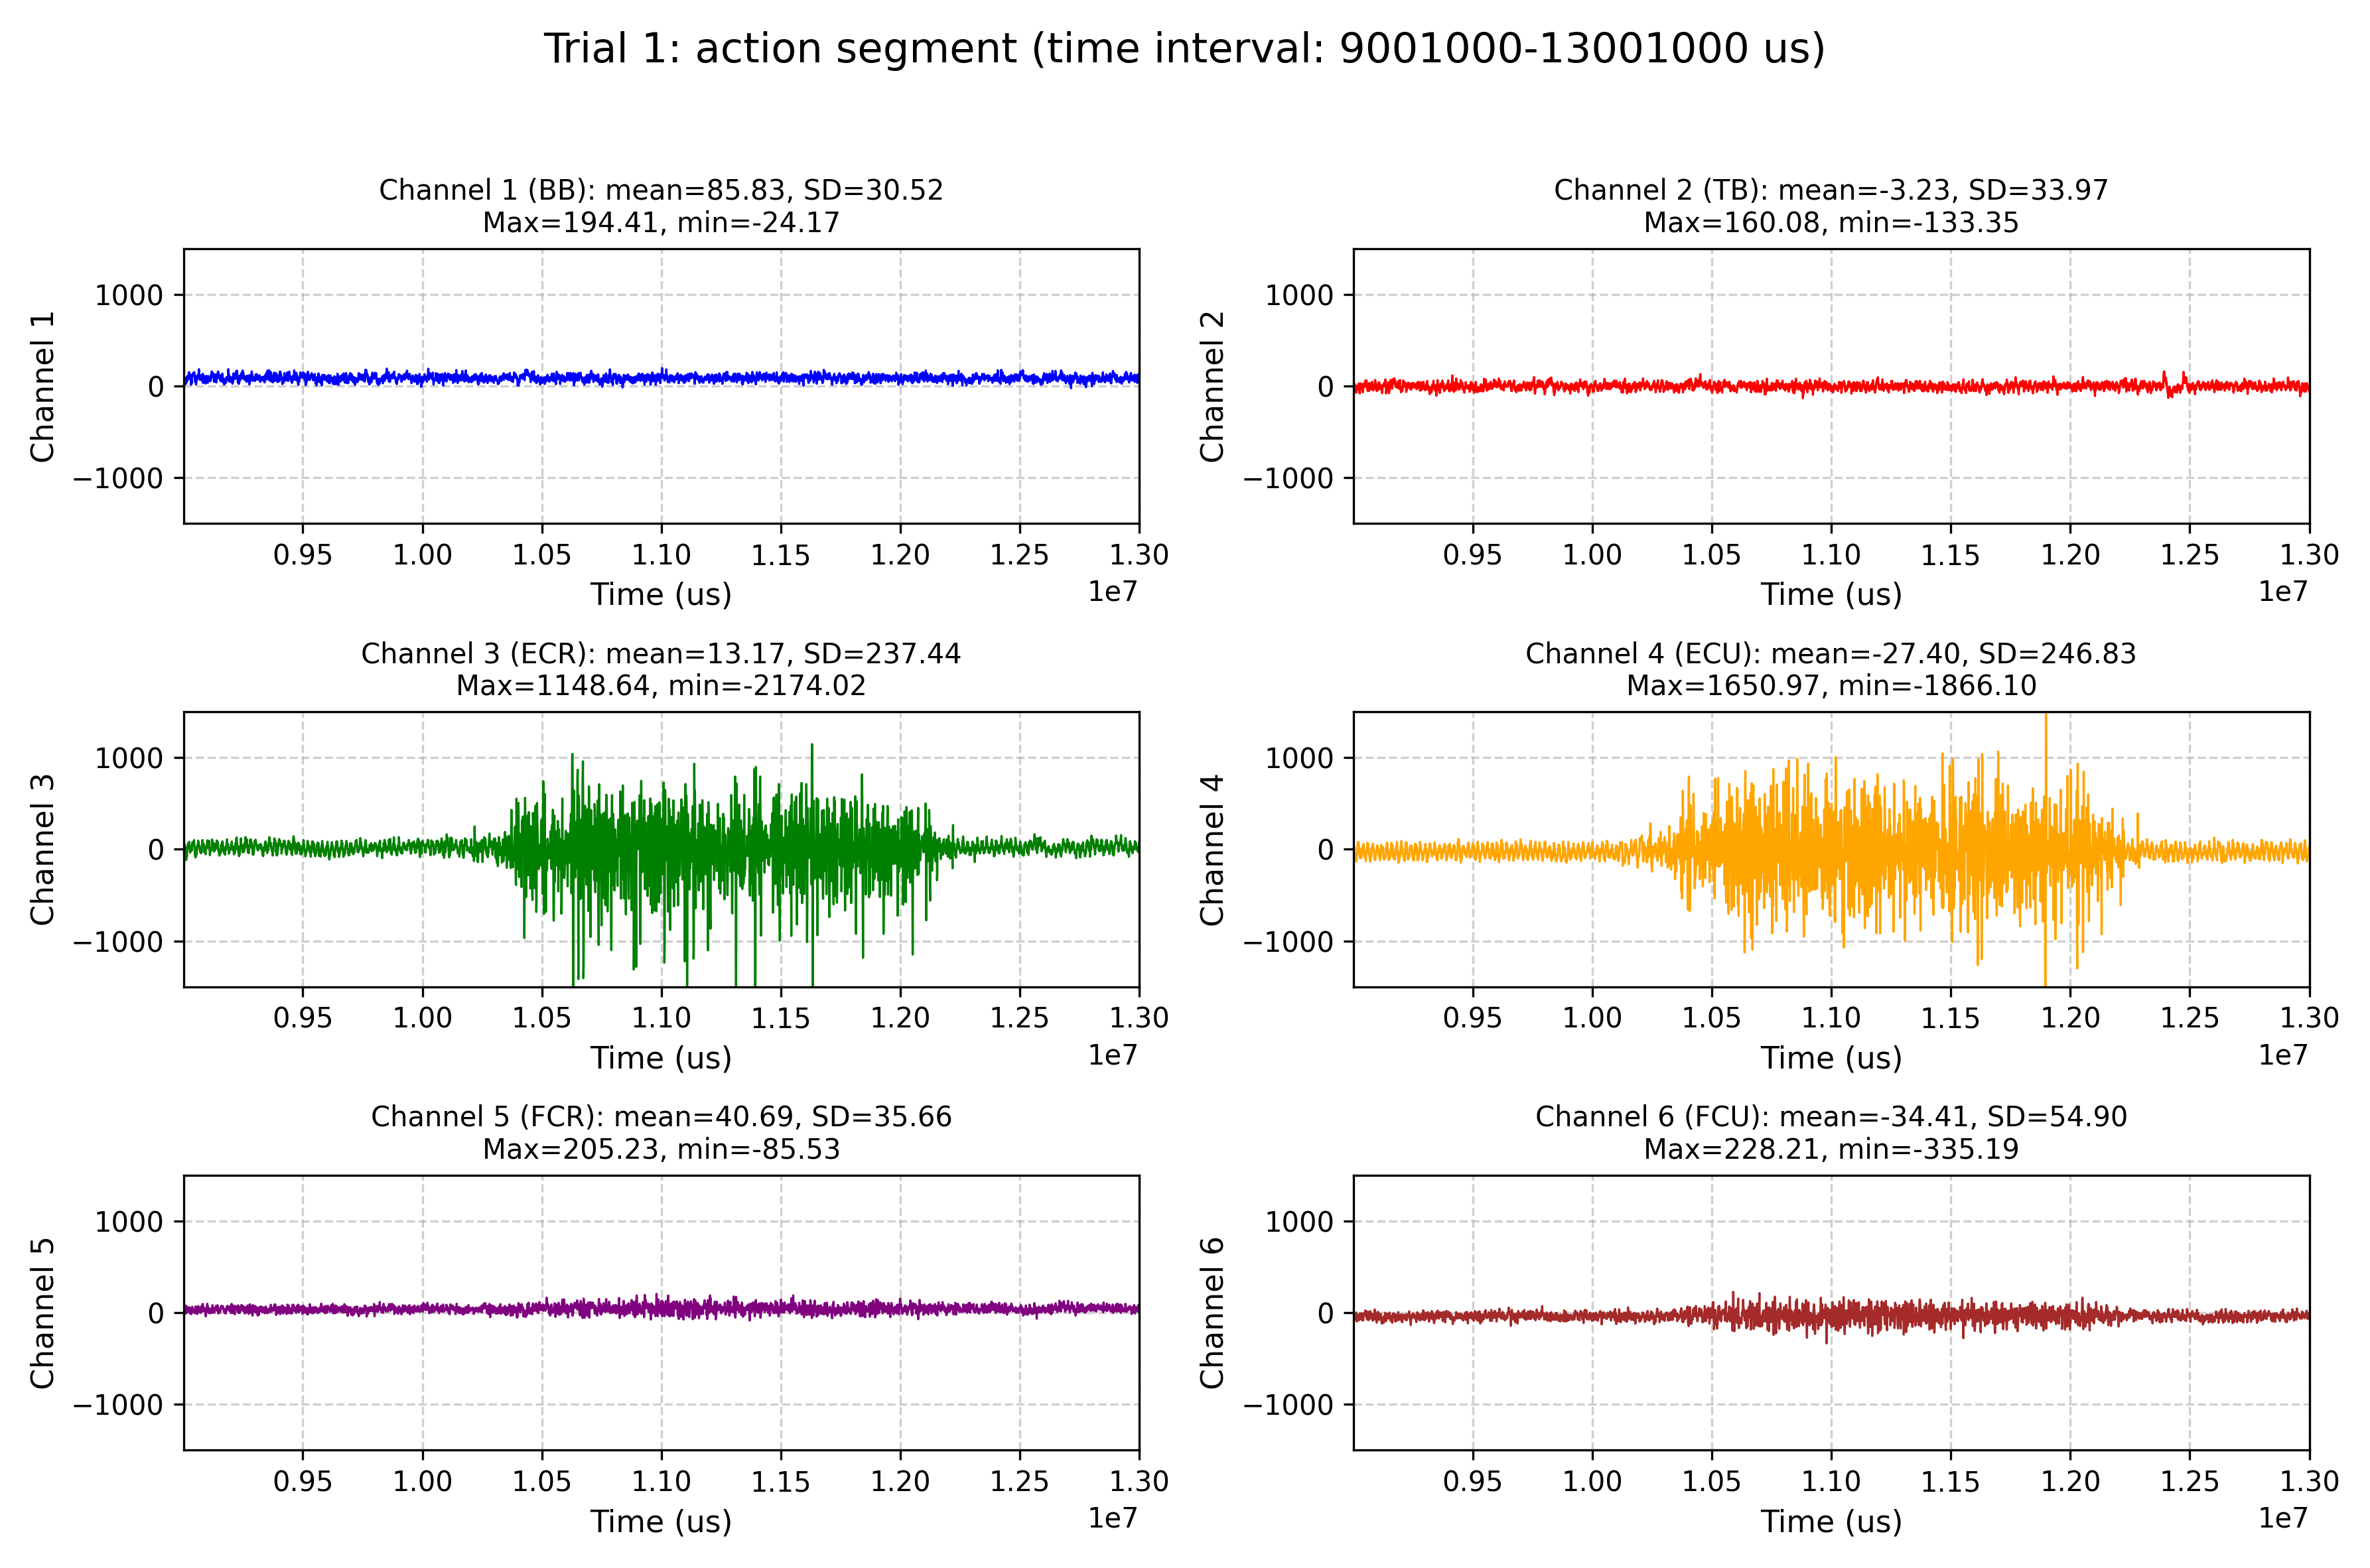 Trial 1: action segment (time interval: 9001000-13001000 us)
Channel 1 (BB): mean=85.83, SD=30.52
Max=194.41, min=-24.17
Channel 1
1000
0
−1000
0.95 1.00 1.05 1.10 1.15 1.20 1.25 1.30
Time (us)
1e7
Channel 2 (TB): mean=-3.23, SD=33.97
Max=160.08, min=-133.35
Channel 2
1000
0
−1000
0.95 1.00 1.05 1.10 1.15 1.20 1.25 1.30
Time (us)
1e7
Channel 3 (ECR): mean=13.17, SD=237.44
Max=1148.64, min=-2174.02
Channel 3
1000
0
−1000
0.95 1.00 1.05 1.10 1.15 1.20 1.25 1.30
Time (us)
1e7
Channel 4 (ECU): mean=-27.40, SD=246.83
Max=1650.97, min=-1866.10
Channel 4
1000
0
−1000
0.95 1.00 1.05 1.10 1.15 1.20 1.25 1.30
Time (us)
1e7
Channel 5 (FCR): mean=40.69, SD=35.66
Max=205.23, min=-85.53
Channel 5
1000
0
−1000
0.95 1.00 1.05 1.10 1.15 1.20 1.25 1.30
Time (us)
1e7
Channel 6 (FCU): mean=-34.41, SD=54.90
Max=228.21, min=-335.19
Channel 6
1000
0
−1000
0.95 1.00 1.05 1.10 1.15 1.20 1.25 1.30
Time (us)
1e7